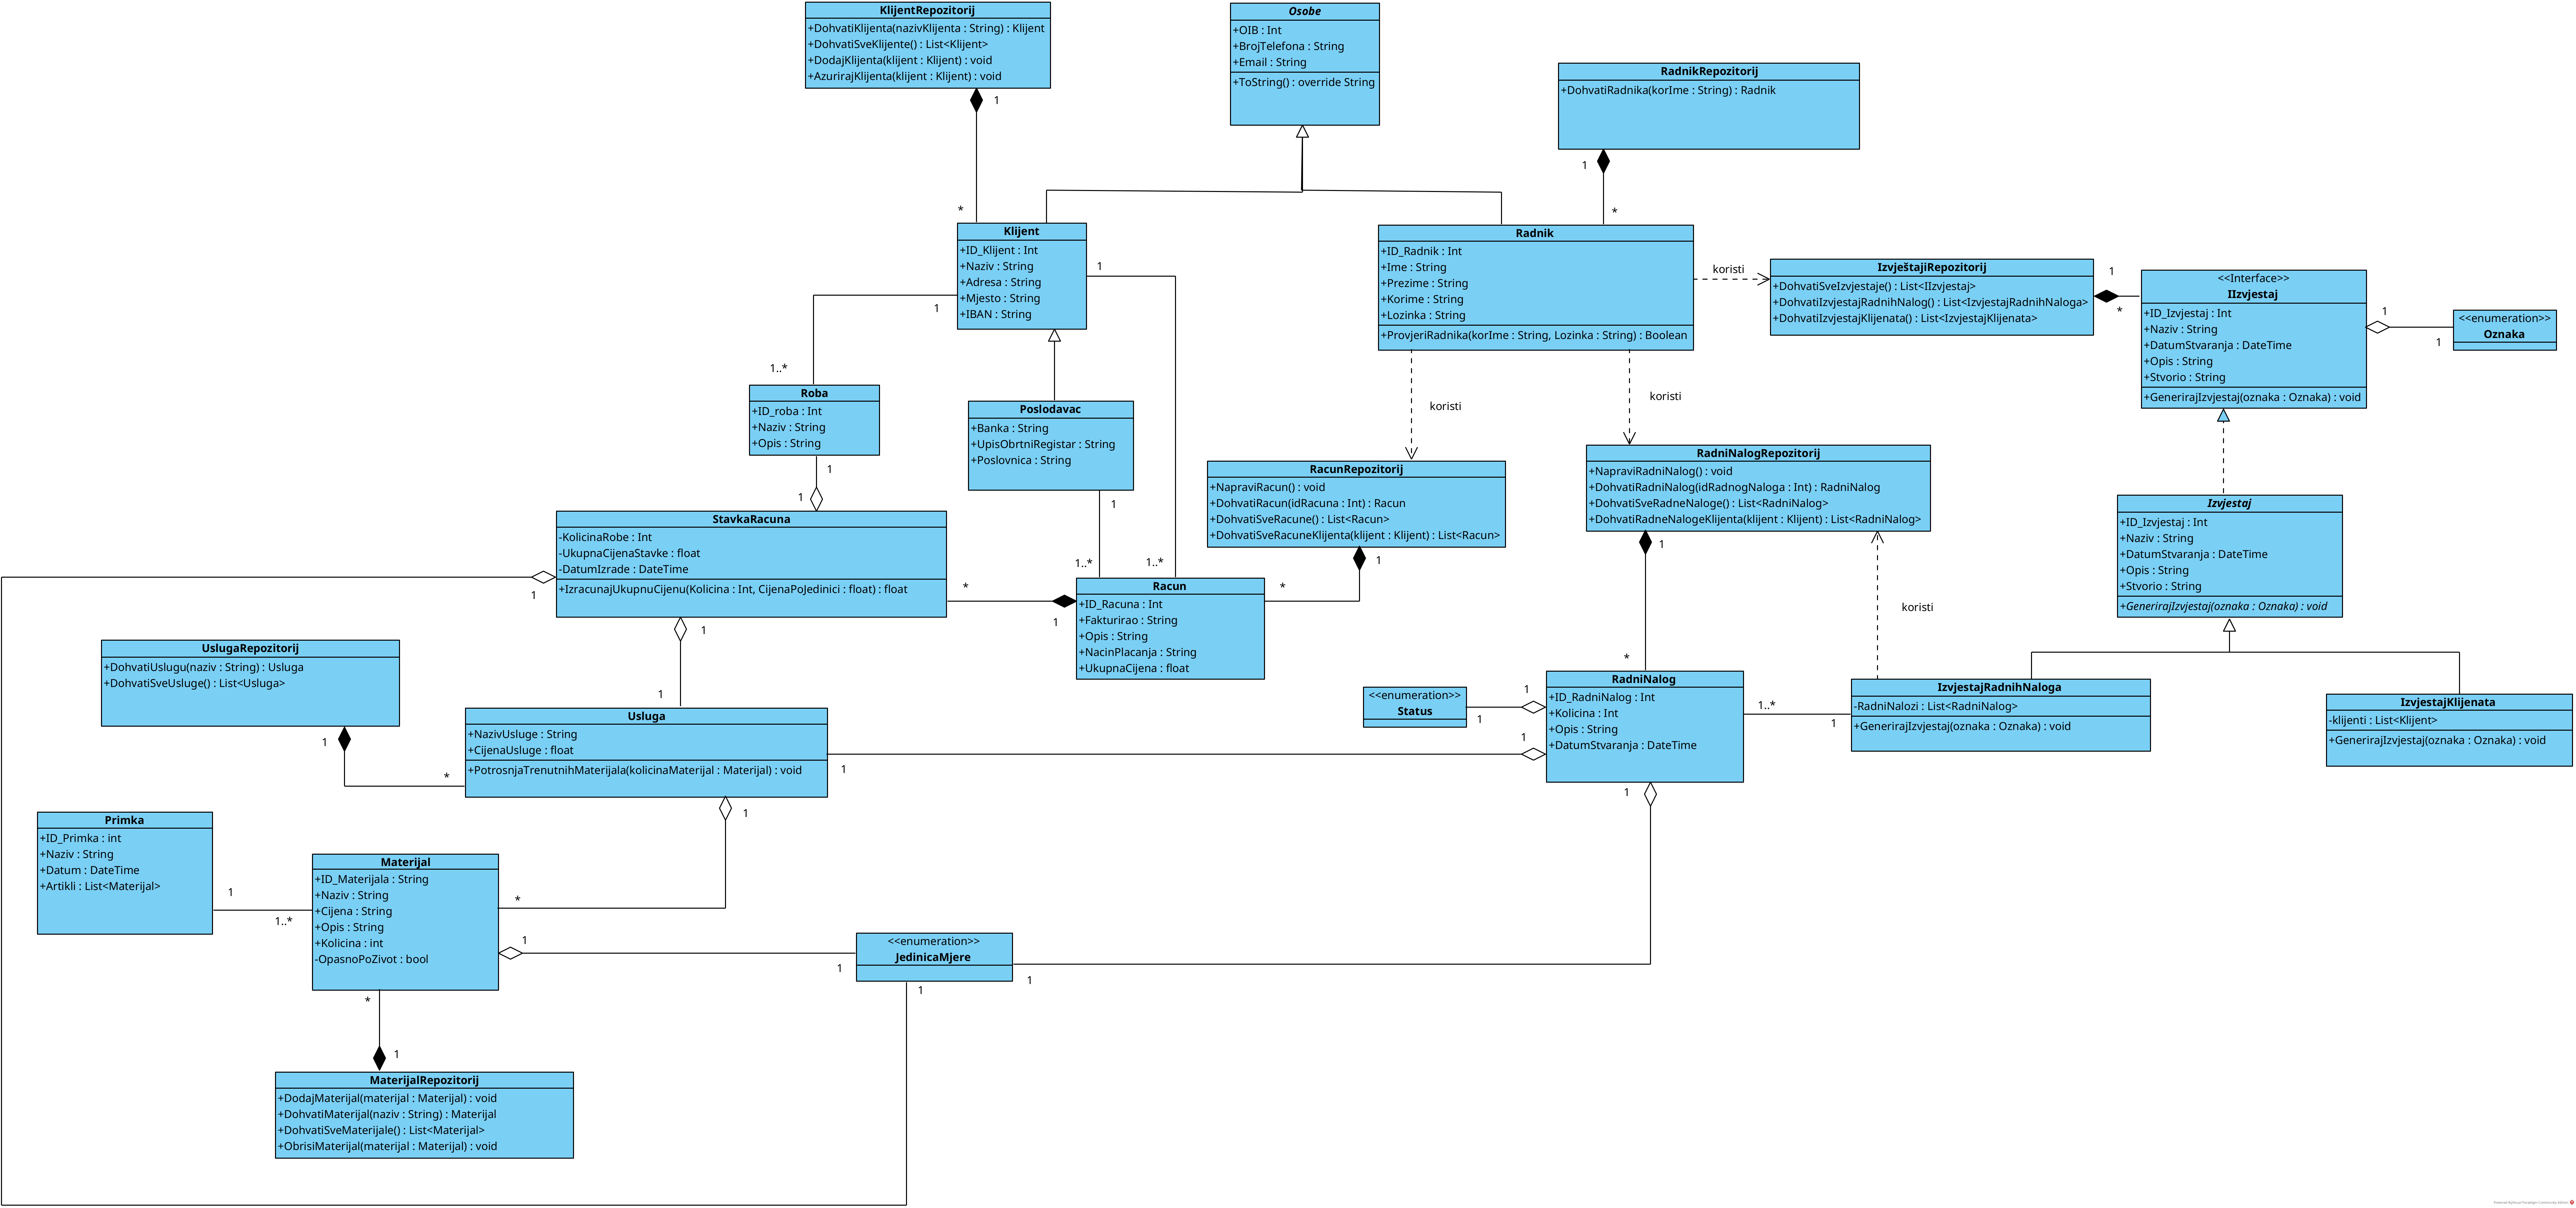 KlijentRepozitorij
+DohvatiKlijenta(nazivKlijenta : String) : Klijent
+DohvatiSveKlijente() : List<Klijent>
+DodajKlijenta(klijent : Klijent) : void
+AzurirajKlijenta(klijent : Klijent) : void
1
*
Osobe
+OIB : Int
+BrojTelefona : String
+Email : String
+ToString() : override String
RadnikRepozitorij
+DohvatiRadnika(korIme : String) : Radnik
1
*
Klijent
+ID_Klijent : Int
+Naziv : String
+Adresa : String
+Mjesto : String
+IBAN : String
1
1
1..*
Radnik
+ID_Radnik : Int
+Ime : String
+Prezime : String
+Korime : String
+Lozinka : String
+ProvjeriRadnika(korIme : String, Lozinka : String) : Boolean
koristi
IzvještajiRepozitorij
+DohvatiSveIzvjestaje() : List<IIzvjestaj>
+DohvatiIzvjestajRadnihNalog() : List<IzvjestajRadnihNaloga>
+DohvatiIzvjestajKlijenata() : List<IzvjestajKlijenata>
1
*
<<Interface>>
IIzvjestaj
+ID_Izvjestaj : Int
+Naziv : String
+DatumStvaranja : DateTime
+Opis : String
+Stvorio : String
+GenerirajIzvjestaj(oznaka : Oznaka) : void
1
1
<<enumeration>>
Oznaka
Roba
+ID_roba : Int
+Naziv : String
+Opis : String
1
1
Poslodavac
+Banka : String
+UpisObrtniRegistar : String
+Poslovnica : String
1
1..*
1..*
koristi
koristi
RacunRepozitorij
+NapraviRacun() : void
+DohvatiRacun(idRacuna : Int) : Racun
+DohvatiSveRacune() : List<Racun>
+DohvatiSveRacuneKlijenta(klijent : Klijent) : List<Racun>
1
*
RadniNalogRepozitorij
+NapraviRadniNalog() : void
+DohvatiRadniNalog(idRadnogNaloga : Int) : RadniNalog
+DohvatiSveRadneNaloge() : List<RadniNalog>
+DohvatiRadneNalogeKlijenta(klijent : Klijent) : List<RadniNalog>
1
*
koristi
Izvjestaj
+ID_Izvjestaj : Int
+Naziv : String
+DatumStvaranja : DateTime
+Opis : String
+Stvorio : String
+GenerirajIzvjestaj(oznaka : Oznaka) : void
StavkaRacuna
-KolicinaRobe : Int
-UkupnaCijenaStavke : float
-DatumIzrade : DateTime
+IzracunajUkupnuCijenu(Kolicina : Int, CijenaPoJedinici : float) : float
1
*
1
1
1
Racun
+ID_Racuna : Int
+Fakturirao : String
+Opis : String
+NacinPlacanja : String
+UkupnaCijena : float
UslugaRepozitorij
+DohvatiUslugu(naziv : String) : Usluga
+DohvatiSveUsluge() : List<Usluga>
1
*
Usluga
+NazivUsluge : String
+CijenaUsluge : float
+PotrosnjaTrenutnihMaterijala(kolicinaMaterijal : Materijal) : void
1
1
*
<<enumeration>>
Status
1
1
1
RadniNalog
+ID_RadniNalog : Int
+Kolicina : Int
+Opis : String
+DatumStvaranja : DateTime
1
1..*
1
IzvjestajRadnihNaloga
-RadniNalozi : List<RadniNalog>
+GenerirajIzvjestaj(oznaka : Oznaka) : void
IzvjestajKlijenata
-klijenti : List<Klijent>
+GenerirajIzvjestaj(oznaka : Oznaka) : void
Primka
+ID_Primka : int
+Naziv : String
+Datum : DateTime
+Artikli : List<Materijal>
1
1..*
Materijal
+ID_Materijala : String
+Naziv : String
+Cijena : String
+Opis : String
+Kolicina : int
-OpasnoPoZivot : bool
1
1
*
1
<<enumeration>>
JedinicaMjere
1
1
MaterijalRepozitorij
+DodajMaterijal(materijal : Materijal) : void
+DohvatiMaterijal(naziv : String) : Materijal
+DohvatiSveMaterijale() : List<Materijal>
+ObrisiMaterijal(materijal : Materijal) : void